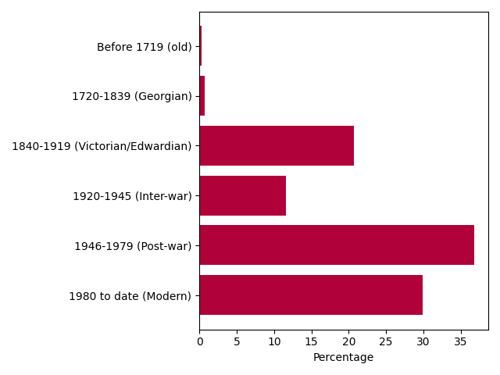 Before 1719 (old)
1720-1839 (Georgian)
1840-1919 (Victorian/Edwardian)
1920-1945 (Inter-war)
1946-1979 (Post-war)
1980 to date (Modern)
0 5 10 15 20 25 30 35
Percentage